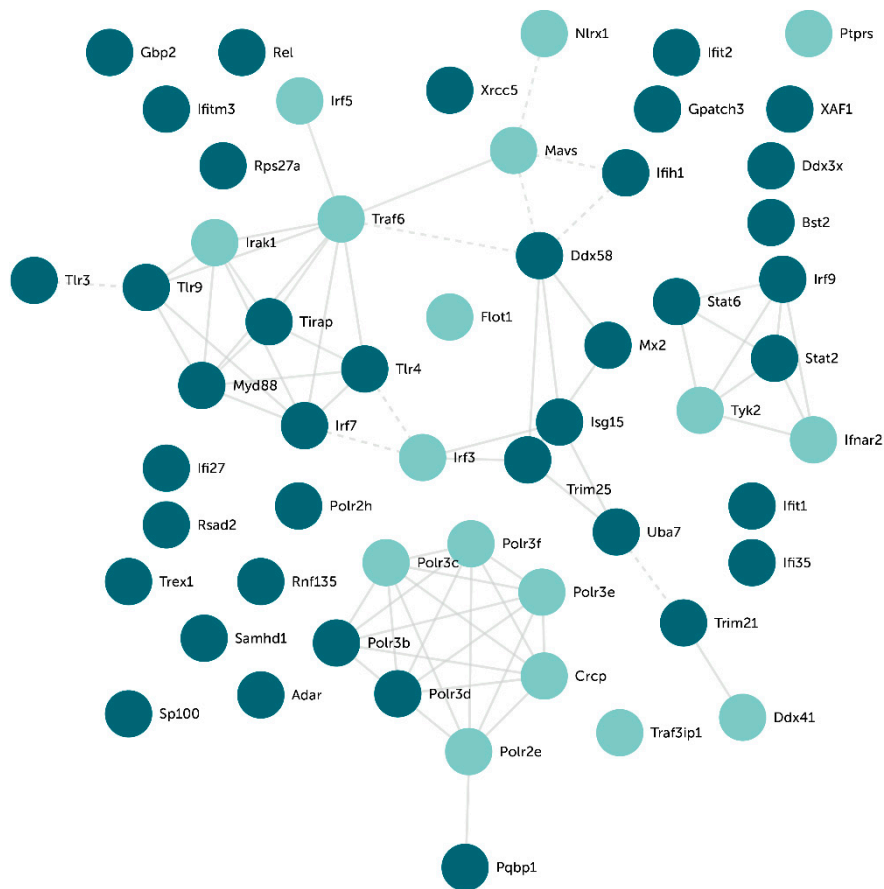 Nlrx1
Ptprs
Gbp2
Rel
Ifit2
Xrcc5
Irf5
Ifitm3
Gpatch3
XAF1
Mavs
Rps27a
Ifih1
Ddx3x
Traf6
Bst2
Irak1
Ddx58
Tlr3
Tlr9
Irf9
Stat6
Tirap
Flot1
Mx2
Stat2
Tlr4
Myd88
Tyk2
Isg15
Irf7
Ifnar2
Irf3
Ifi27
Trim25
Polr2h
Ifit1
Rsad2
Uba7
Polr3f
Polr3c
Ifi35
Trex1
Rnf135
Polr3e
Trim21
Samhd1
Polr3b
Crcp
Polr3d
Adar
Sp100
Ddx41
Traf3ip1
Polr2e
Pqbp1